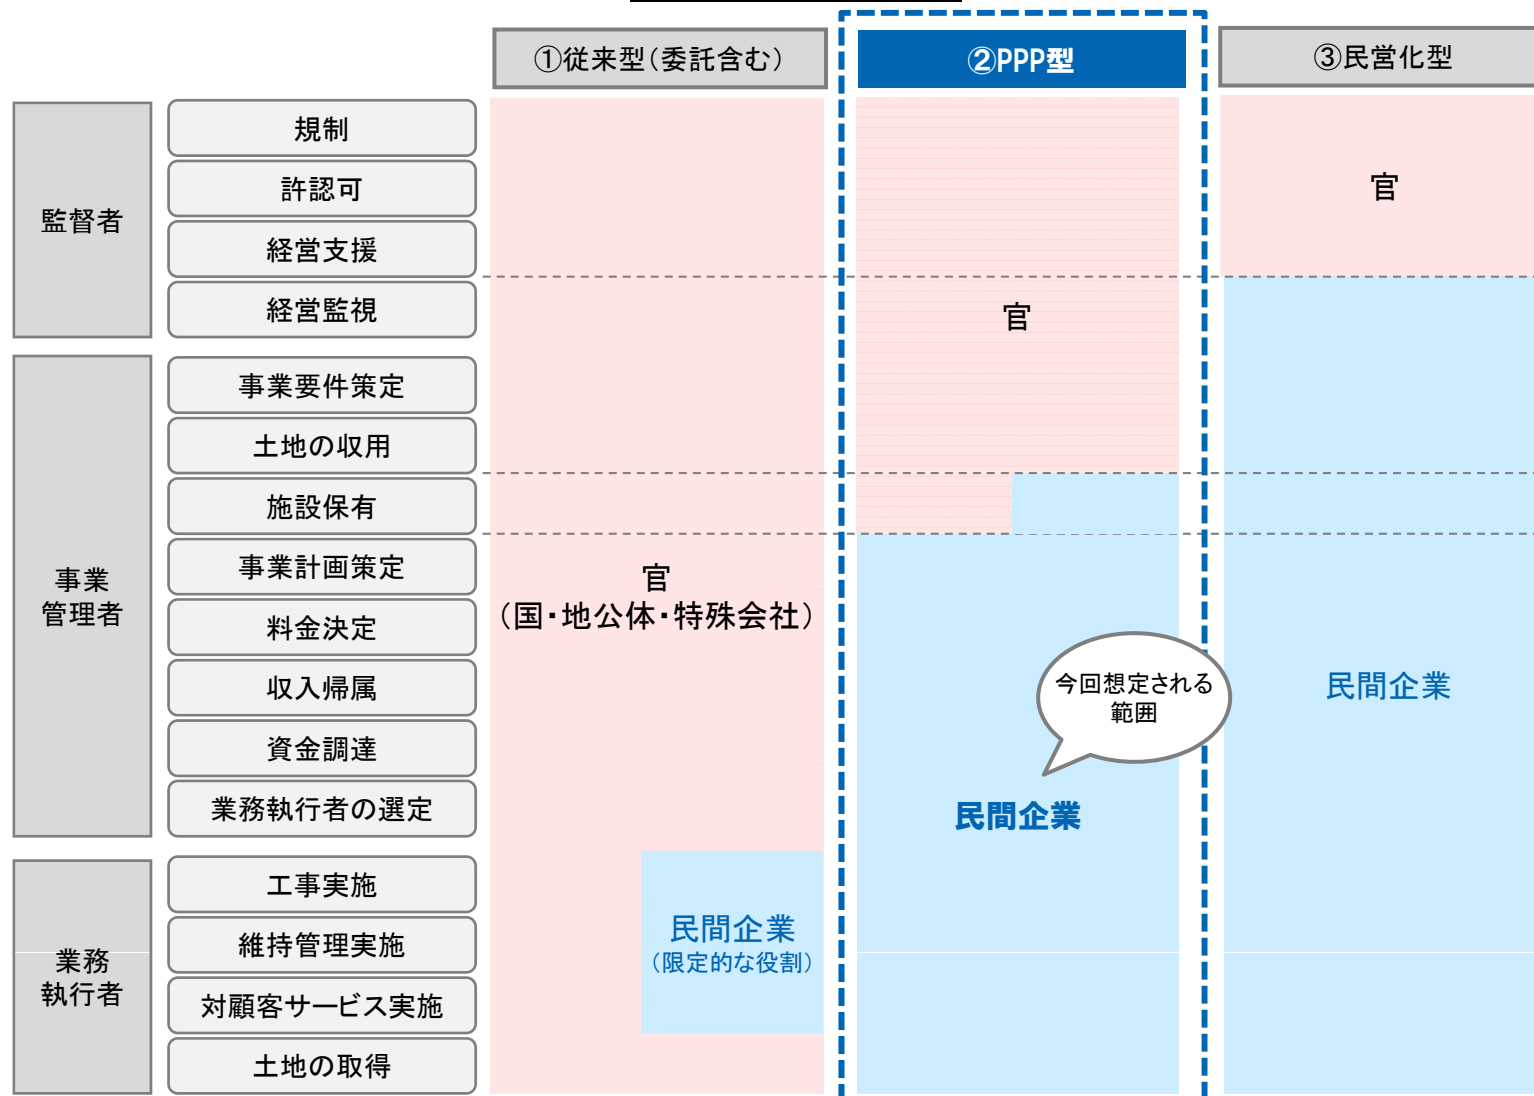 ①従来型（委託含む）
②PPP型
③民営化型
監督者
規制
許認可
経営支援
経営監視
官
官
事業
管理者
事業要件策定
土地の収用
施設保有
事業計画策定
料金決定
収入帰属
資金調達
業務執行者の選定
官
（国・地公体・特殊会社）
今回想定される
範囲
民間企業
民間企業
業務
執行者
工事実施
維持管理実施
対顧客サービス実施
土地の取得
民間企業
（限定的な役割）